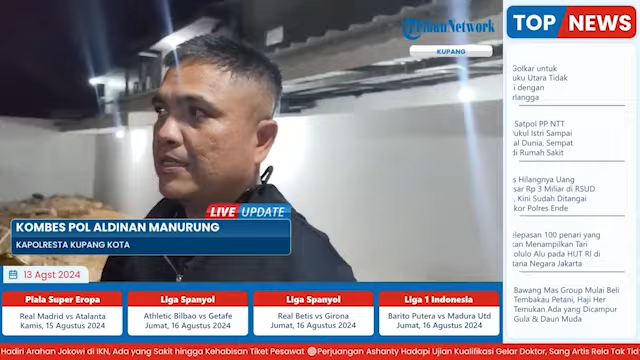 TribunNetwork
KUPANG
TOP NEWS
Golkar untuk
uku Utara Tidak
i dengan
rlangga
Satpol PP NTT
ukul Istri Sampai
al Dunia, Sempat
di Rumah Sakit
s Hilangnya Uang
sar Rp 3 Miliar di RSUD
, Kini Sudah Ditangai
kor Polres Ende
elepasan 100 penari yang
kan Menampilkan Tari
olulo Alu pada HUT RI di
tana Negara Jakarta
Bawang Mas Group Mulai Beli
Tembakau Petani, Haji Her
Temukan Ada yang Dicampur
Gula & Daun Muda
LIVE UPDATE
KOMBES POL ALDINAN MANURUNG
KAPOLRESTA KUPANG KOTA
13 Agst 2024
Piala Super Eropa
Real Madrid vs Atalanta
Kamis, 15 Agustus 2024
Liga Spanyol
Athletic Bilbao vs Getafe
Jumat, 16 Agustus 2024
Liga Spanyol
Real Betis vs Girona
Jumat, 16 Agustus 2024
Liga 1 Indonesia
Barito Putera vs Madura Utd
Jumat, 16 Agustus 2024
Hadiri Arahan Jokowi di IKN, Ada yang Sakit hingga Kehabisan Tiket Pesawat Perjuangan Ashanty Hadapi Ujian Kualifikasi Gelar Doktor, Sang Artis Rela Tak Tid